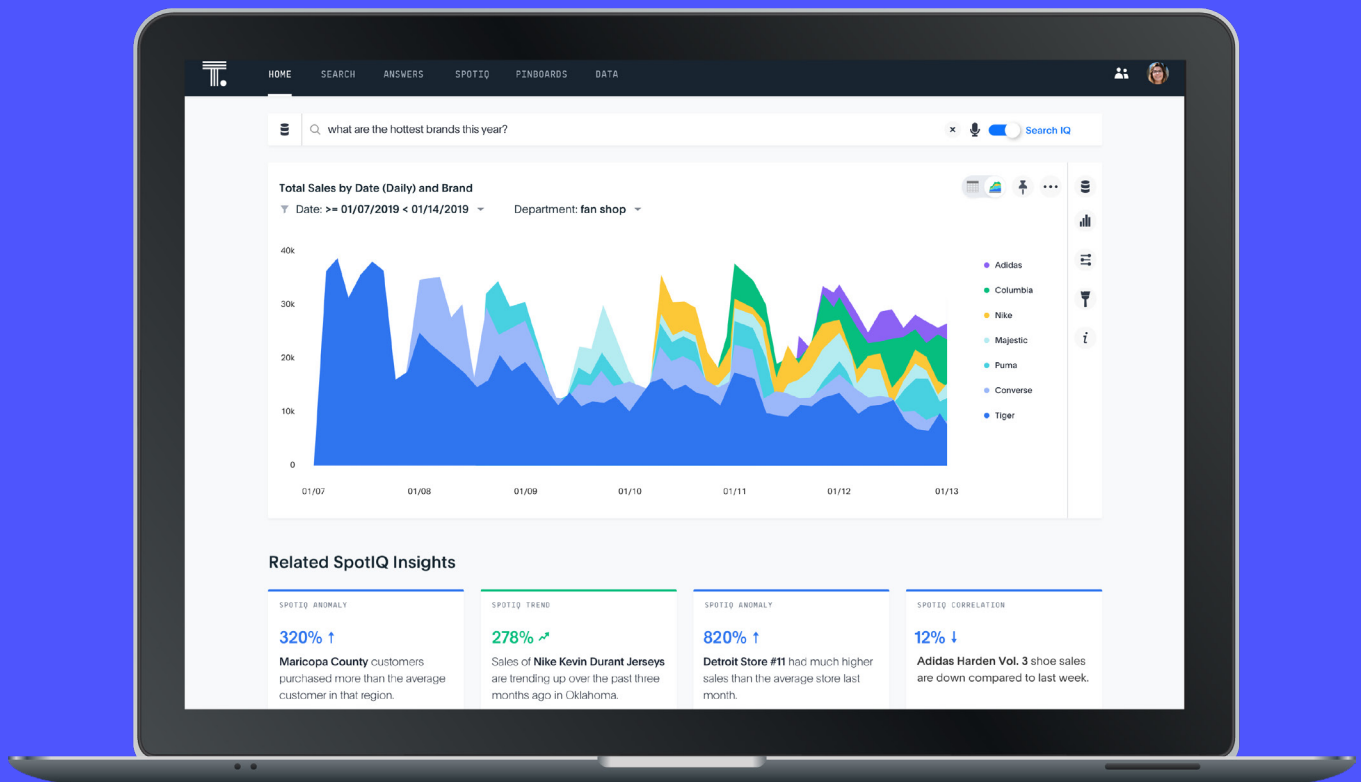 T.
HOME SEARCH ANSWERS SPOTIQ PINBOARDS DATA
what are the hottest brands this year?
Search IQ
Total Sales by Date (Daily) and Brand
Date: >= 01/07/2019 < 01/14/2019 Department: fan shop
40k
30k
20k
10k
0
01/07 01/08 01/09 01/10 01/11 01/12 01/13
Adidas
Columbia
Nike
Majestic
Puma
Converse
Tiger
i
Related SpotIQ Insights
SPOTIQ ANOMALY
320% ↑
Maricopa County customers
purchased more than the average
customer in that region.
SPOTIQ TREND
278%
Sales of Nike Kevin Durant Jerseys
are trending up over the past three
months ago in Oklahoma.
SPOTIQ ANOMALY
820% ↑
Detroit Store #11 had much higher
sales than the average store last
month.
SPOTIQ CORRELATION
12% ↓
Adidas Harden Vol. 3 shoe sales
are down compared to last week.